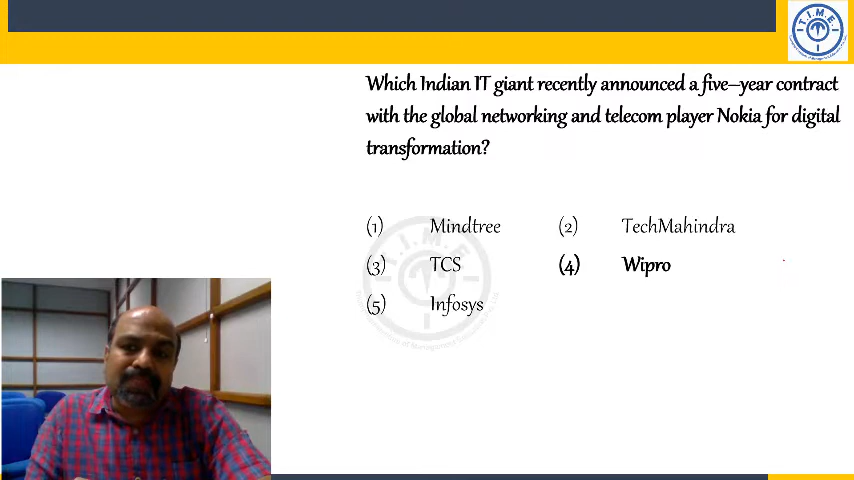 T.I.M.E.
Which Indian IT giant recently announced a five–year contract
with the global networking and telecom player Nokia for digital
transformation?
(1) Mindtree (2) TechMahindra
(3) TCS (4) Wipro
(5) Infosys
T.I.M.E.